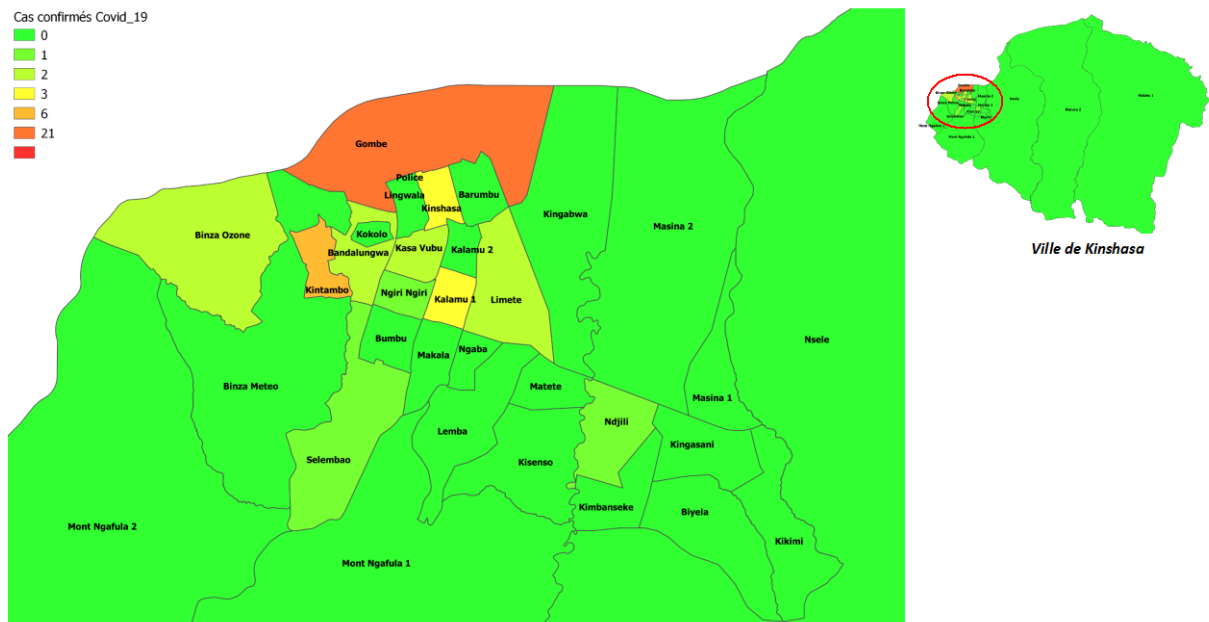 Cas confirmés Covid_19
0
1
2
3
6
21
Gombe
Police
Lingwala
Kinshasa
Barumbu
Kingabwa
Masina 2
Binza Ozone
Kokolo
Bandalungwa
Kasa Vubu
Kalamu 2
Kintambo
Ngiri Ngiri
Kalamu 1
Limete
Nsele
Bumbu
Makala
Ngaba
Binza Meteo
Matete
Masina 1
Ndjili
Lemba
Kingasani
Selembao
Kisenso
Kimbanseke
Biyela
Mont Ngafula 2
Kikimi
Mont Ngafula 1
Ville de Kinshasa